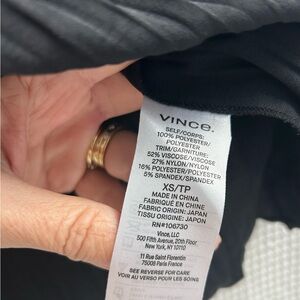 VINCE.
SELF/CORPS:
100% POLYESTER/
POLYESTER
TRIM/GARNITURE:
52% VISCOSE/VISCOSE
27% NYLON/NYLON
16% POLYESTER/POLYESTER
5% SPANDEX/SPANDEX
XS/TP
MADE IN CHINA
FABRIQUÉ EN CHINE
FABRIC ORIGIN: JAPAN
TISSU ORIGIN: JAPON
RN#106730
Vince, LLC
500 Fifth Avenue, 20th Floor
New York, NY 10110
11 Rue Saint Florentin
75008 Paris France
SEE REVERSE FOR CARE
VOIR AU VERSO POUR LES SOINS